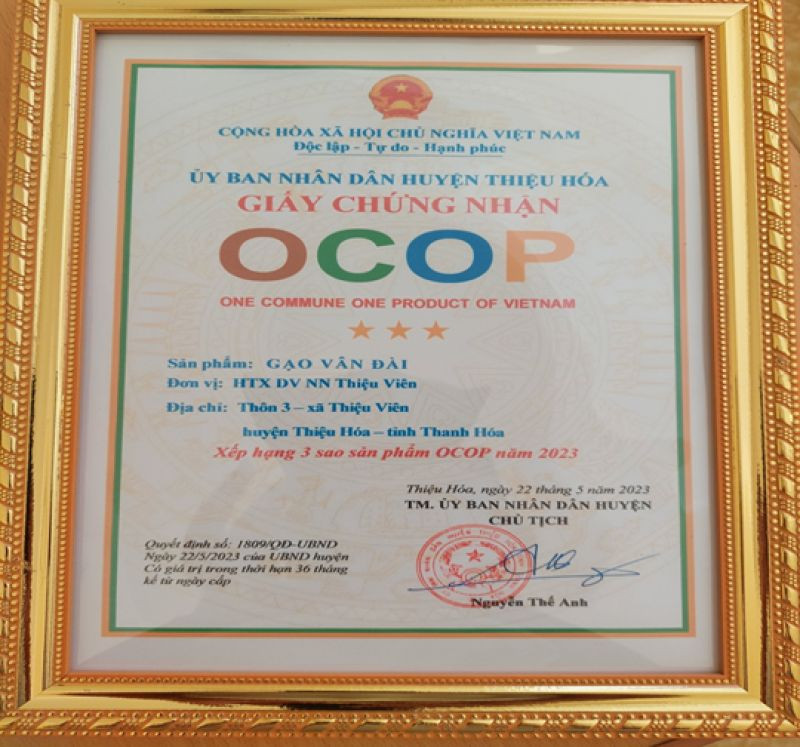 CỘNG HÒA XÃ HỘI CHỦ NGHĨA VIỆT NAM
Độc lập - Tự do - Hạnh phúc
ỦY BAN NHÂN DÂN HUYỆN THIỆU HÓA
GIẤY CHỨNG NHẬN
OCOP
ONE COMMUNE ONE PRODUCT OF VIETNAM
Sản phẩm: GẠO VÂN ĐÀI
Đơn vị: HTX DV NN Thiệu Viên
Địa chỉ: Thôn 3 – xã Thiệu Viên
huyện Thiệu Hóa – tỉnh Thanh Hóa
Xếp hạng 3 sao sản phẩm OCOP năm 2023
Thiệu Hóa, ngày 22 tháng 5 năm 2023
TM. ỦY BAN NHÂN DÂN HUYỆN
CHỦ TỊCH
Quyết định số: 1809/QĐ-UBND
Ngày 22/5/2023 của UBND huyện
Có giá trị trong thời hạn 36 tháng
kể từ ngày cấp
Nguyễn Thế Anh